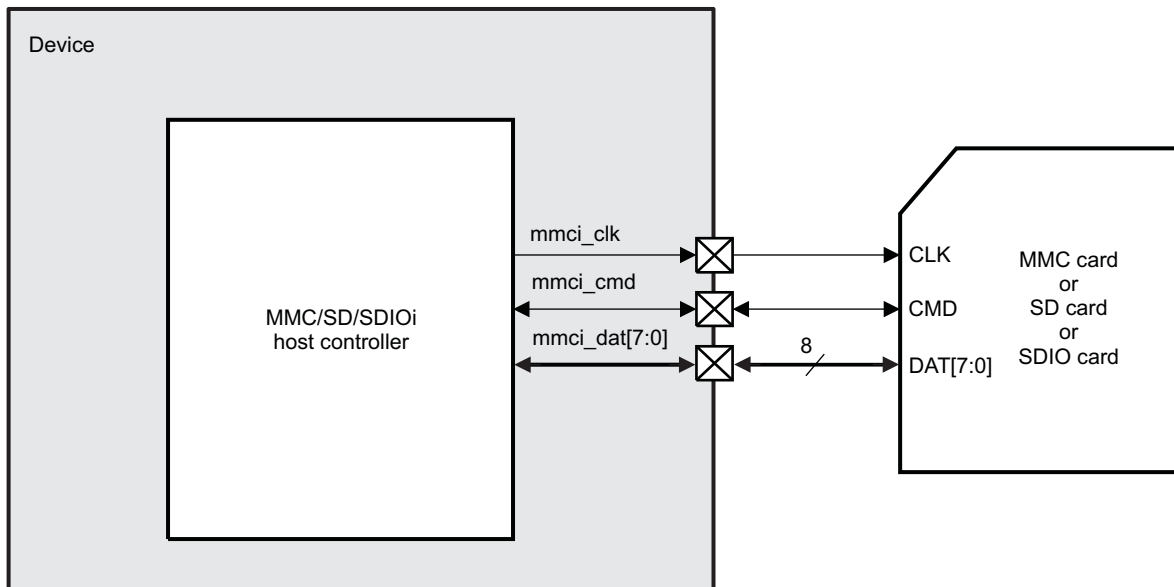 Device
MMC/SD/SDIOi
host controller
mmci_clk
mmci_cmd
mmci_dat[7:0]
8
CLK
CMD
DAT[7:0]
MMC card
or
SD card
or
SDIO card